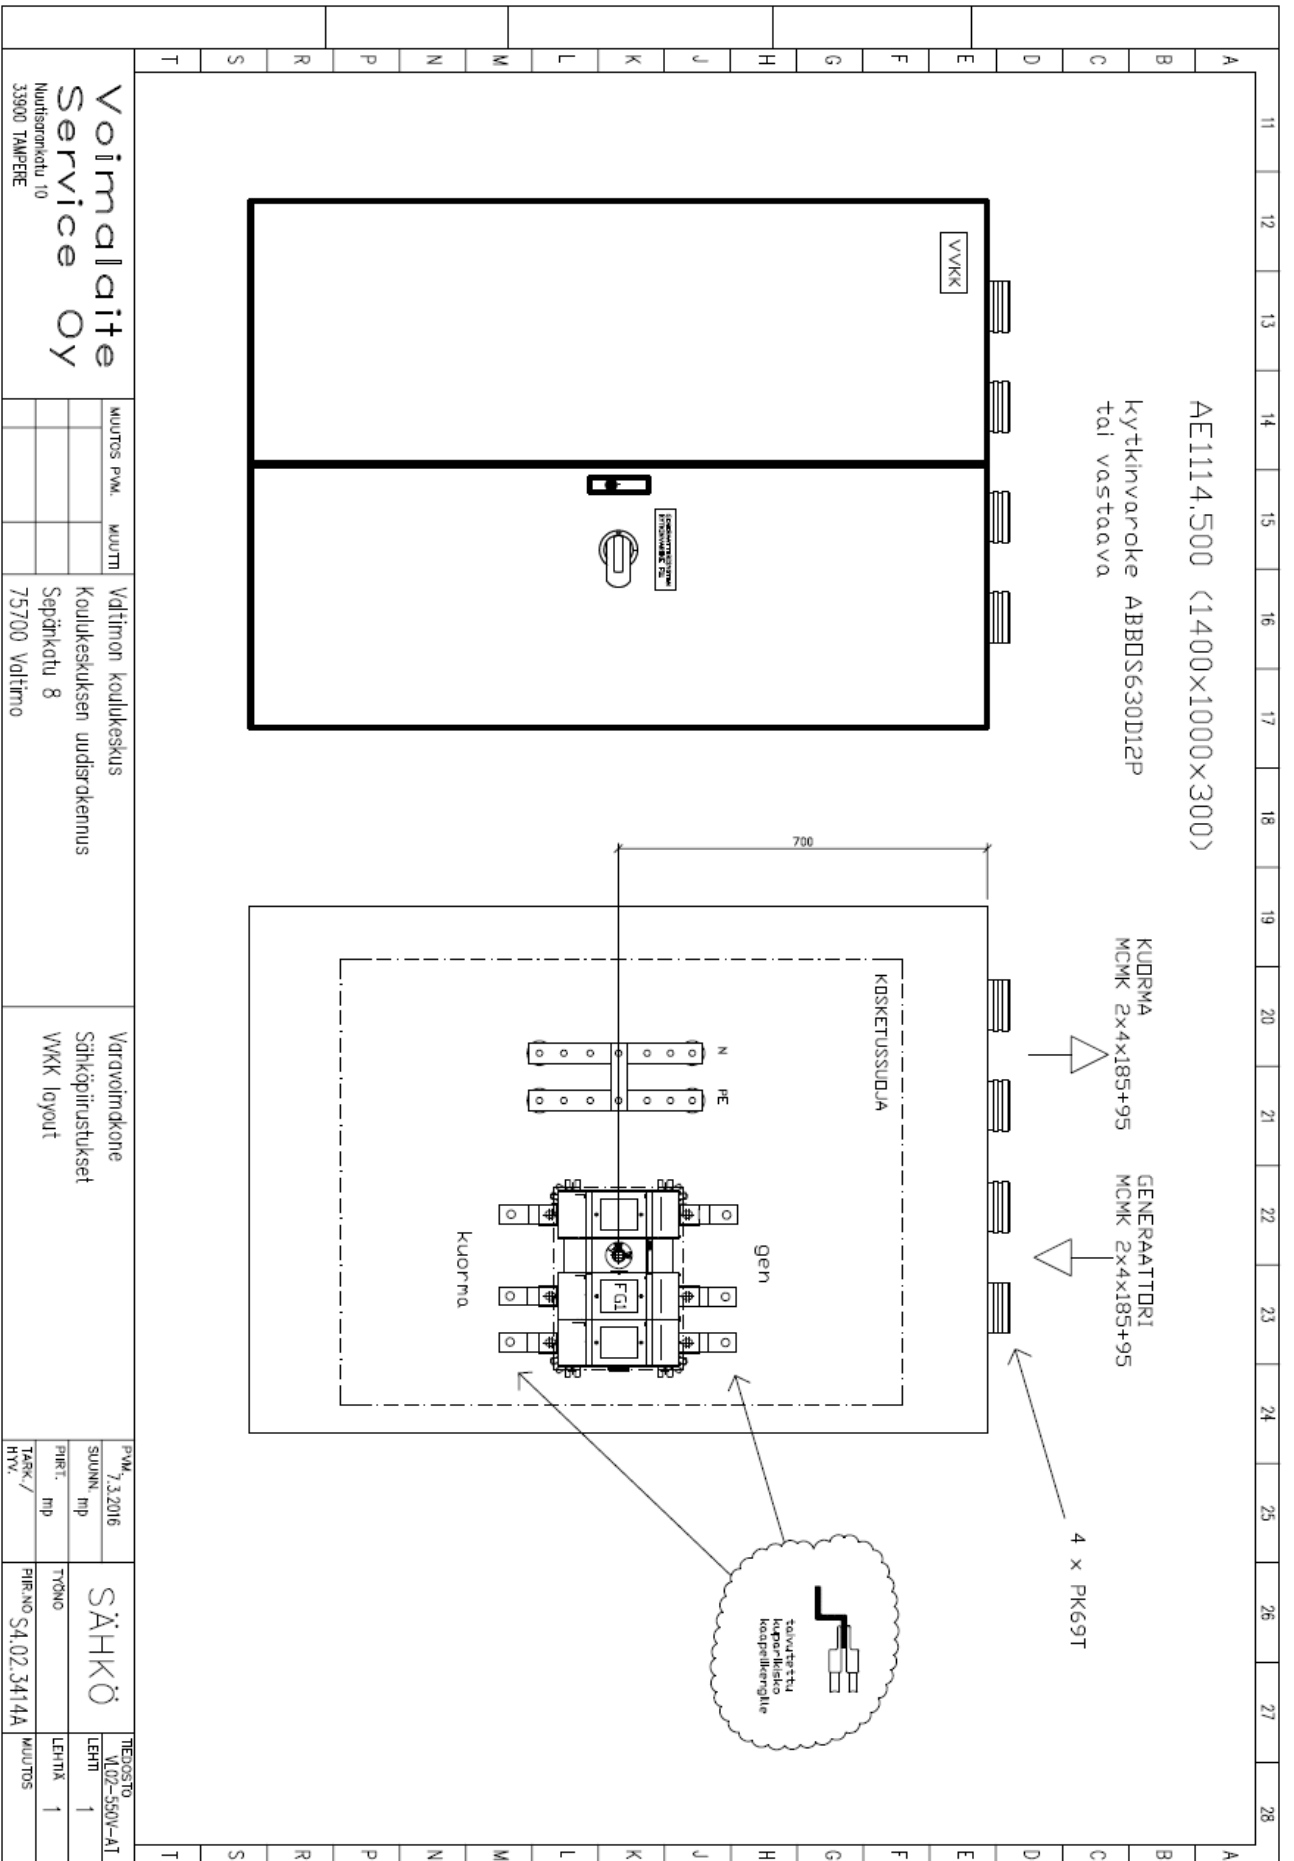 11 12 13 14 15 16 17 18 19 20 21 22 23 24 25 26 27 28
A
B
C
D
E
F
G
H
J
K
L
M
N
P
R
S
T
A
B
C
D
E
F
G
H
J
K
L
M
N
P
R
S
T
AE1114.500 (1400x1000x300)
kytkinvaroke ABBOS630D12P
tai vastaava
VVKK
700
KUORMA
MCMK 2x4x185+95
GENERAATTORI
MCMK 2x4x185+95
4 x PK69T
KOSKETUSSUOJA
N
PE
gen
FG1
kuorma
taivutettu
kuparikisko
kaapelikengille
Voimalaite
Service Oy
Nuutisarankatu 10
33900 TAMPERE
MUUTOS PVM. MUUTTI
Valtimon koulukeskus
Koulukeskuksen uudisrakennus
Sepänkatu 8
75700 Valtimo
Varavoimakone
Sähköpiirustukset
VVKK layout
PVM. 7.3.2016
SUUNN. mp
PIIRT. mp
TARK./
HYV.
SÄHKÖ
TYÖNO
PIIR.NO S4.02.3414A
TIEDOSTO
VL02-550V-AT
LEHTI 1
LEHTIÄ 1
MUUTOS